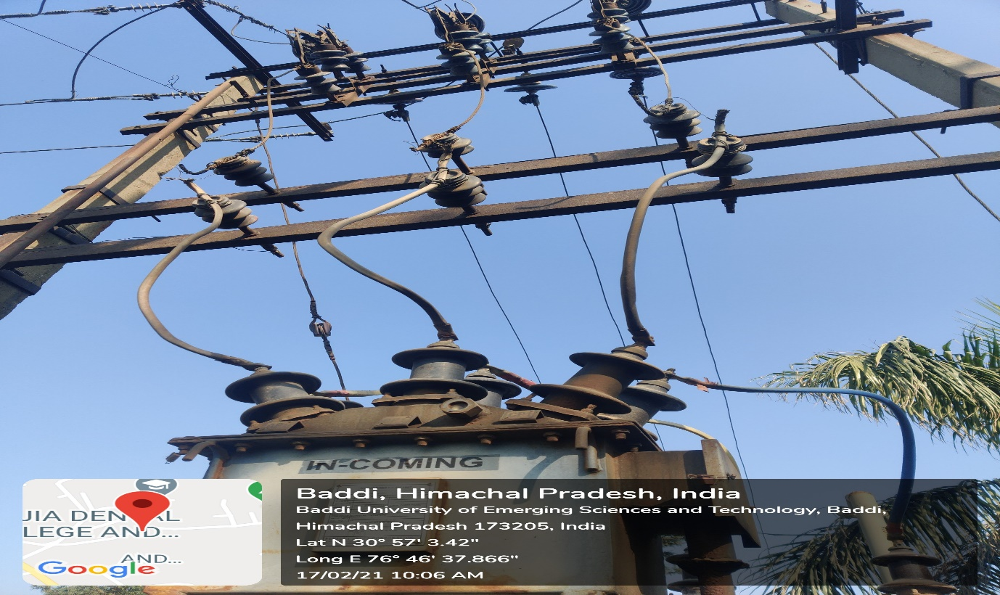 IN-COMING
JIA DENTAL
LEGE AND...
AND...
Google
Baddi, Himachal Pradesh, India
Baddi University of Emerging Sciences and Technology, Baddi,
Himachal Pradesh 173205, India
Lat N 30° 57' 3.42"
Long E 76° 46' 37.866"
17/02/21 10:06 AM